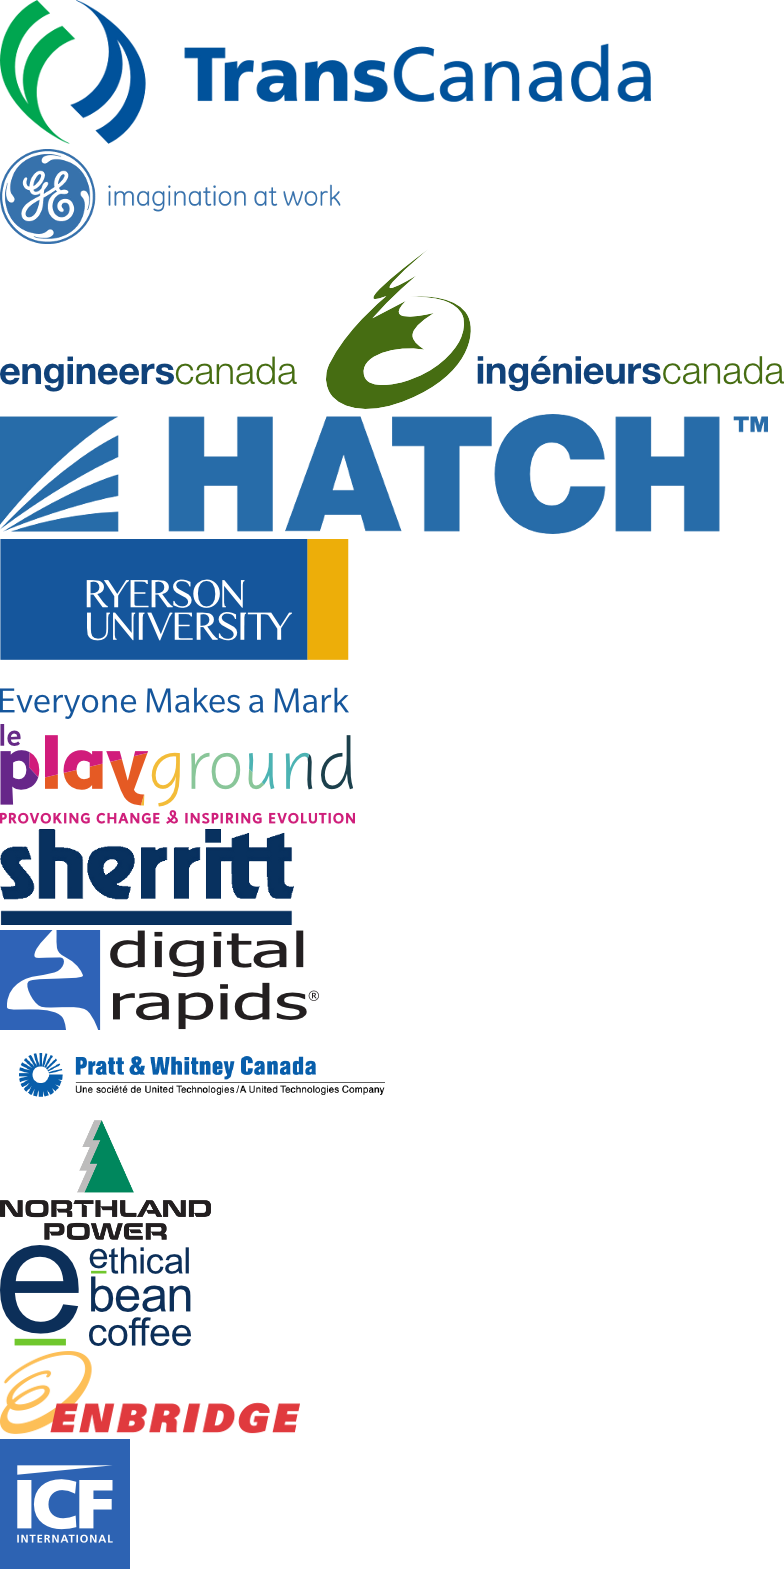 TransCanada
GE imagination at work
engineerscanada ingénieurscanada
HATCH™
RYERSON
UNIVERSITY
Everyone Makes a Mark
le
playground
PROVOKING CHANGE & INSPIRING EVOLUTION
sherritt
digital
rapids®
Pratt & Whitney Canada
Une société de United Technologies/A United Technologies Company
NORTHLAND
POWER
e ethical
bean
coffee
ENBRIDGE
ICF
INTERNATIONAL